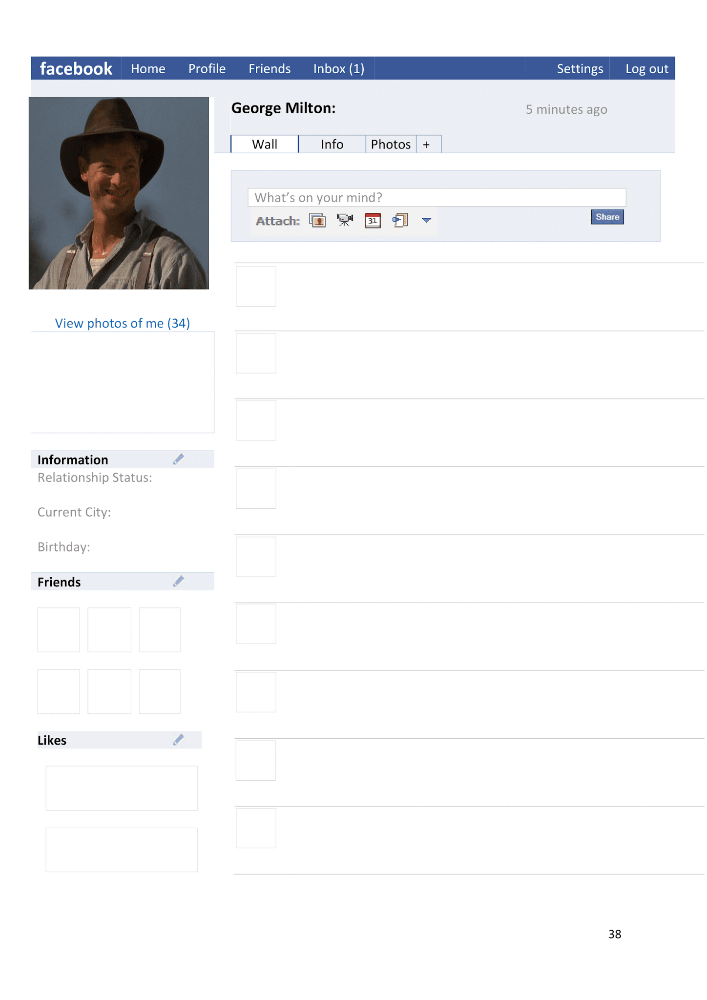 facebook Home Profile Friends Inbox (1) Settings Log out
George Milton: 5 minutes ago
Wall Info Photos +
What’s on your mind?
Attach: 31 Share
View photos of me (34)
Information
Relationship Status:
Current City:
Birthday:
Friends
Likes
38